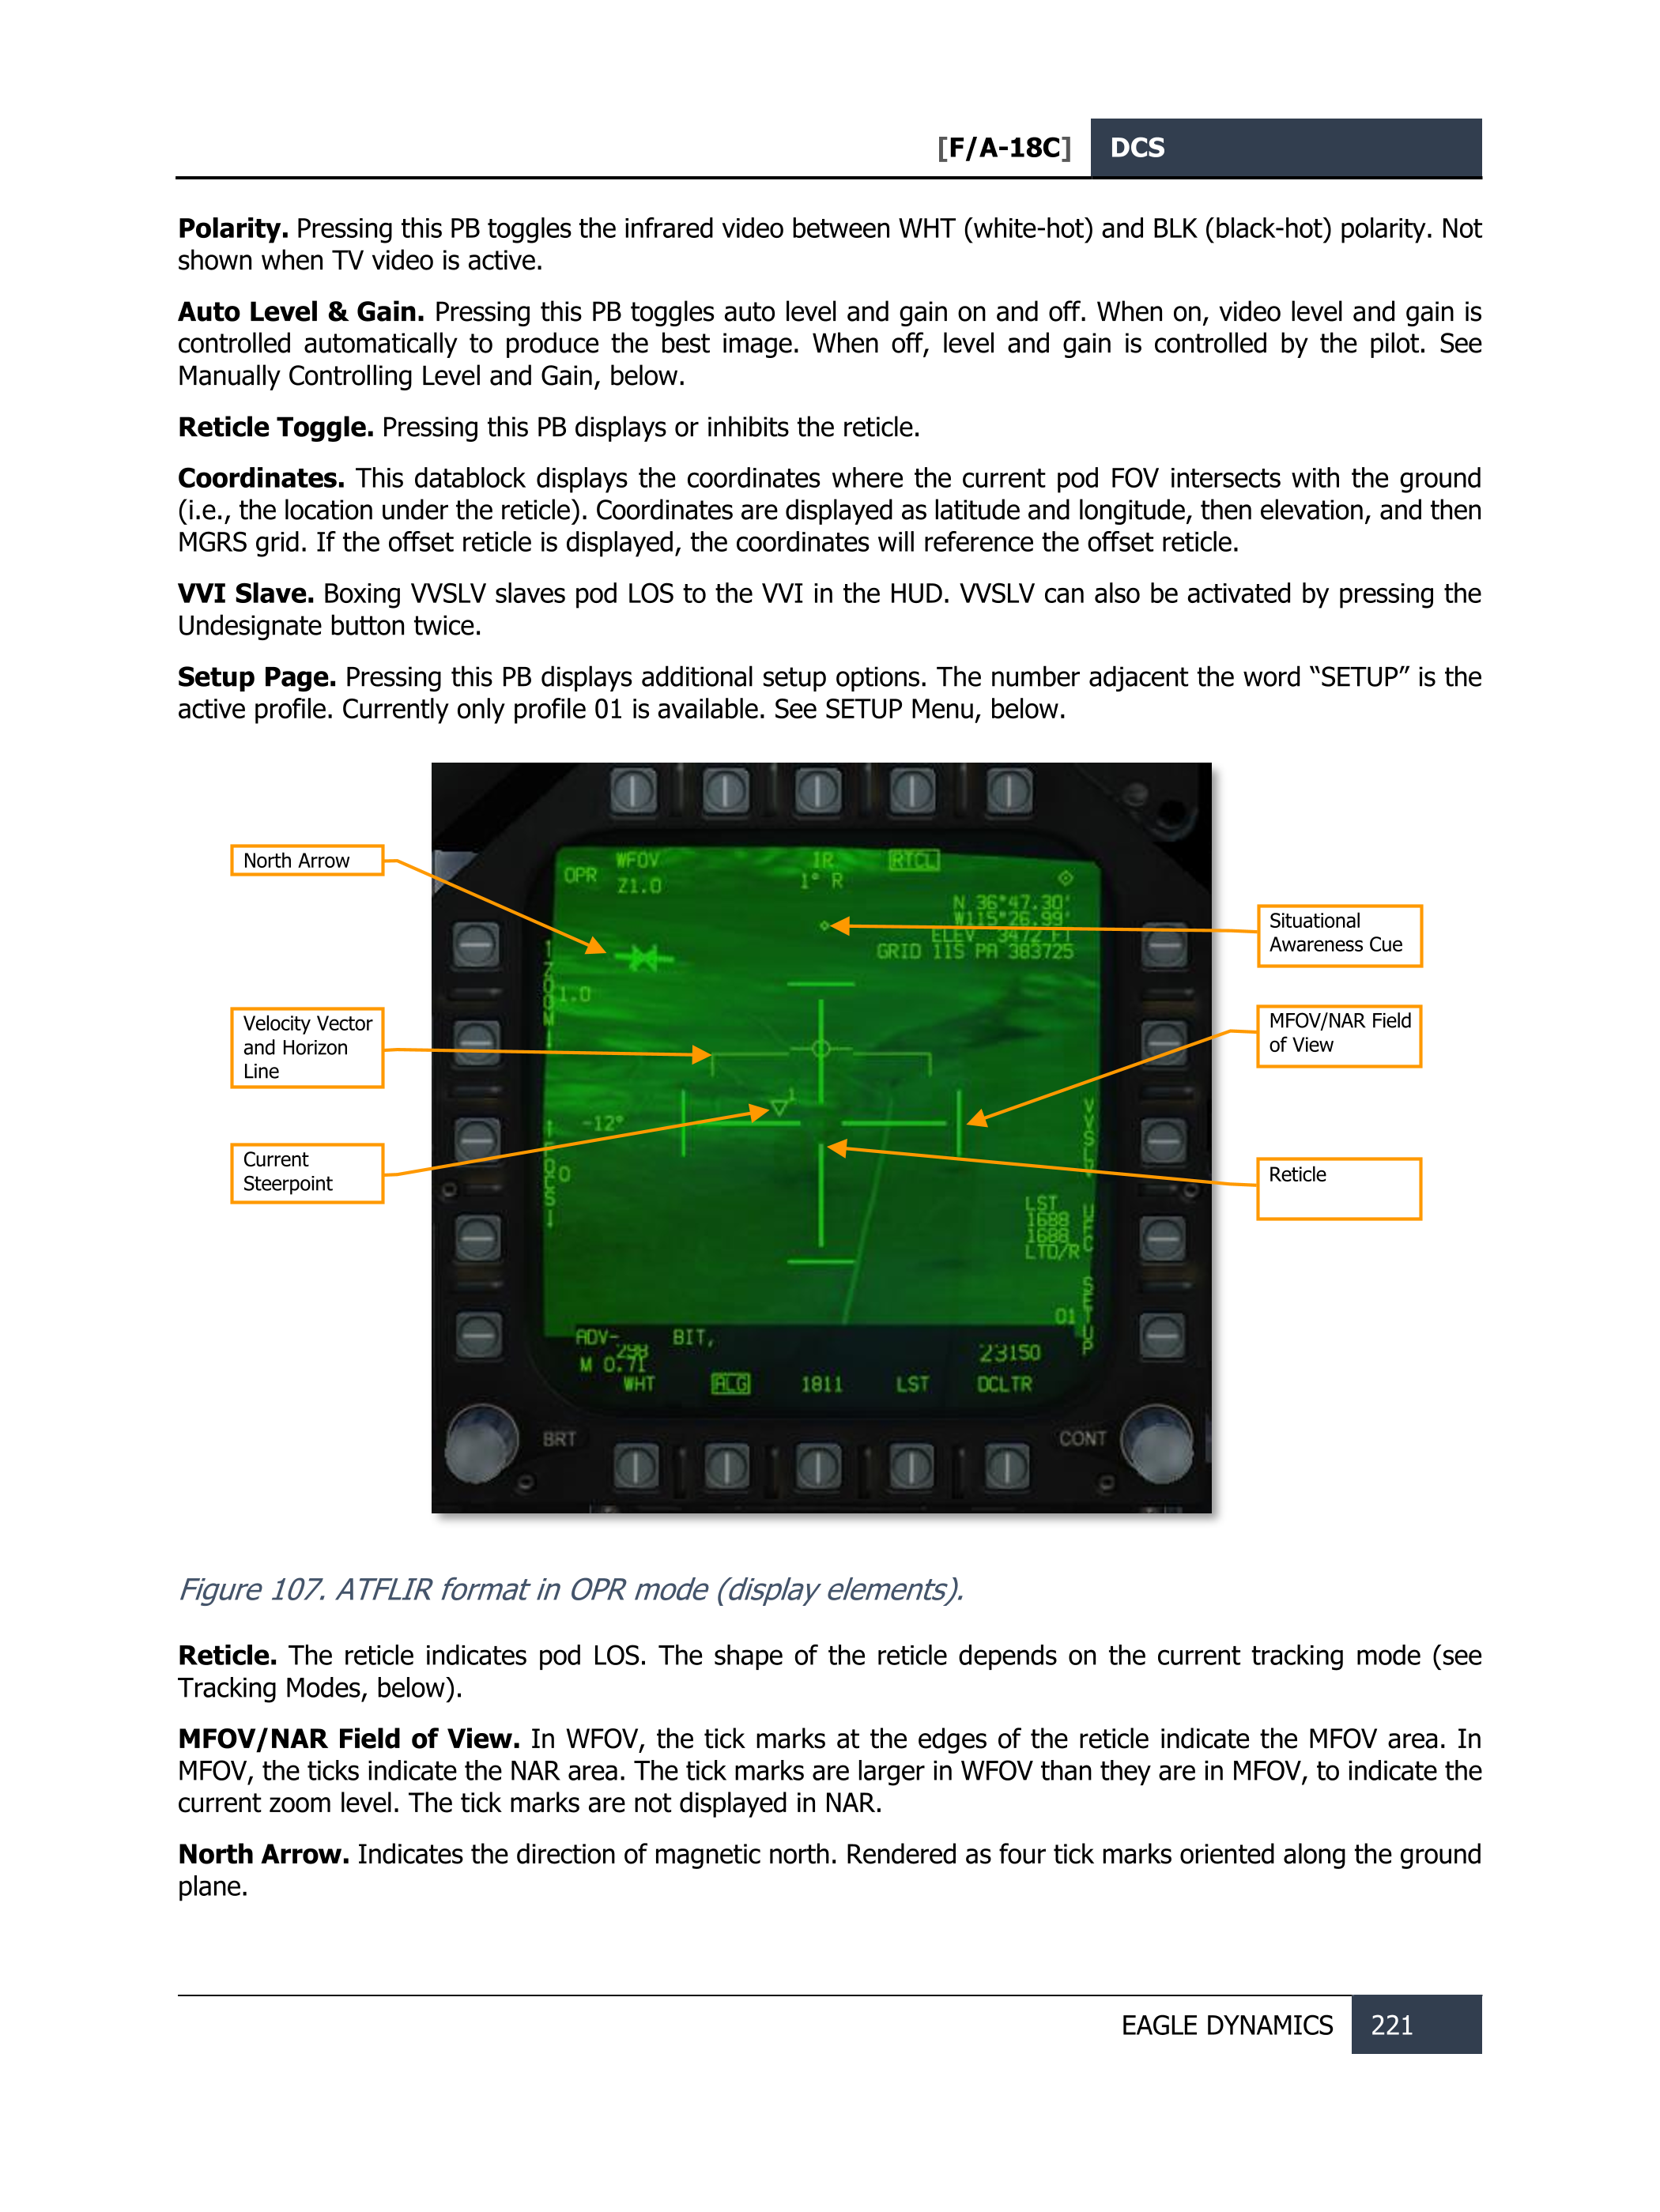 [F/A-18C] DCS
Polarity. Pressing this PB toggles the infrared video between WHT (white-hot) and BLK (black-hot) polarity. Not
shown when TV video is active.
Auto Level & Gain. Pressing this PB toggles auto level and gain on and off. When on, video level and gain is
controlled automatically to produce the best image. When off, level and gain is controlled by the pilot. See
Manually Controlling Level and Gain, below.
Reticle Toggle. Pressing this PB displays or inhibits the reticle.
Coordinates. This datablock displays the coordinates where the current pod FOV intersects with the ground
(i.e., the location under the reticle). Coordinates are displayed as latitude and longitude, then elevation, and then
MGRS grid. If the offset reticle is displayed, the coordinates will reference the offset reticle.
VVI Slave. Boxing VVSLV slaves pod LOS to the VVI in the HUD. VVSLV can also be activated by pressing the
Undesignate button twice.
Setup Page. Pressing this PB displays additional setup options. The number adjacent the word “SETUP” is the
active profile. Currently only profile 01 is available. See SETUP Menu, below.
North Arrow
Velocity Vector
and Horizon
Line
Current
Steerpoint
Situational
Awareness Cue
MFOV/NAR Field
of View
Reticle
OPR
WFOV
Z1.0
IR
1° R
RTCL
N 36°47.30'
W115°26.99'
ELEV 3472 FT
GRID 11S PA 383725
ZOOM
1.0
1
-12°
FOCUS
0
VVSLV
LST
1688
1688
LTD/R
UFC
SETUP
01
ADV- BIT,
298
M 0.71
23150
WHT ALG 1811 LST DCLTR
BRT
CONT
Figure 107. ATFLIR format in OPR mode (display elements).
Reticle. The reticle indicates pod LOS. The shape of the reticle depends on the current tracking mode (see
Tracking Modes, below).
MFOV/NAR Field of View. In WFOV, the tick marks at the edges of the reticle indicate the MFOV area. In
MFOV, the ticks indicate the NAR area. The tick marks are larger in WFOV than they are in MFOV, to indicate the
current zoom level. The tick marks are not displayed in NAR.
North Arrow. Indicates the direction of magnetic north. Rendered as four tick marks oriented along the ground
plane.
EAGLE DYNAMICS 221